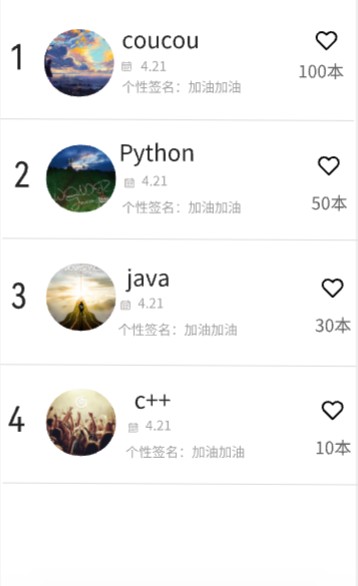 1
coucou
4.21
个性签名：加油加油
100本
2
Python
4.21
个性签名：加油加油
50本
3
java
4.21
个性签名：加油加油
30本
4
c++
4.21
个性签名：加油加油
10本